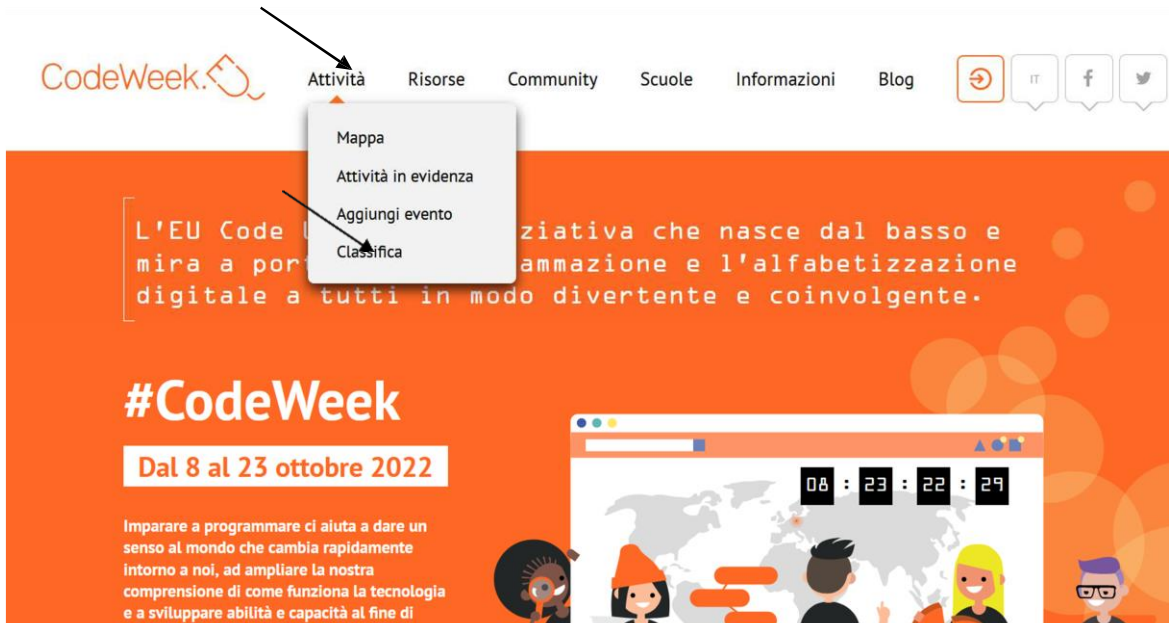 CodeWeek.
Attività Risorse Community Scuole Informazioni Blog IT
Mappa
Attività in evidenza
Aggiungi evento
Classifica
L'EU Code ziativa che nasce dal basso e
mira a por ammazione e l'alfabetizzazione
digitale a tutti in modo divertente e coinvolgente.
#CodeWeek
Dal 8 al 23 ottobre 2022
08 : 23 : 22 : 29
Imparare a programmare ci aiuta a dare un
senso al mondo che cambia rapidamente
intorno a noi, ad ampliare la nostra
comprensione di come funziona la tecnologia
e a sviluppare abilità e capacità al fine di